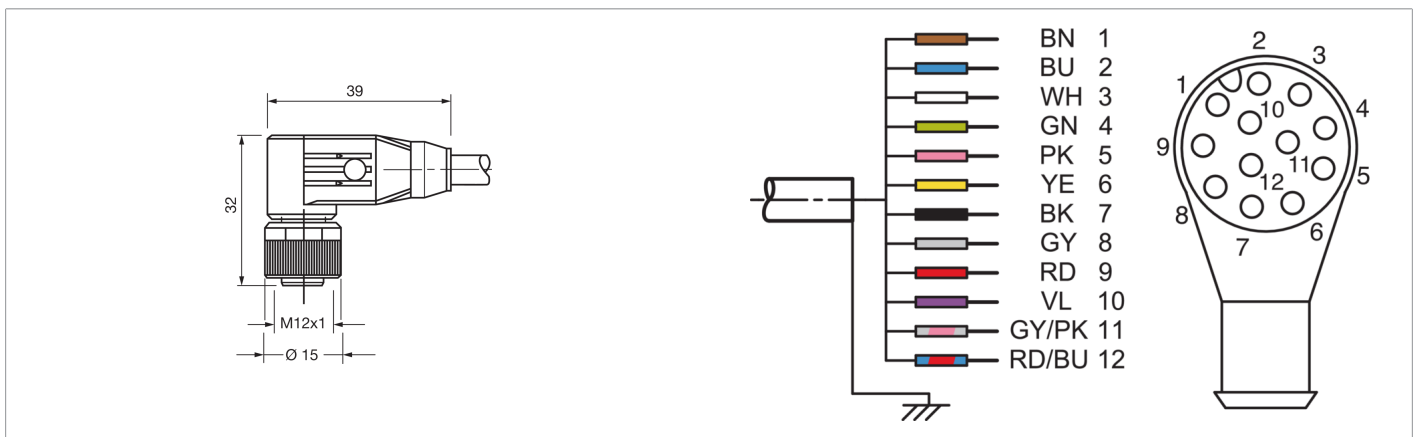 39
32
M12x1
Ø 15
BN 1
BU 2
WH 3
GN 4
PK 5
YE 6
BK 7
GY 8
RD 9
VL 10
GY/PK 11
RD/BU 12
2
3
1
10
4
9
11
12
5
8
7
6